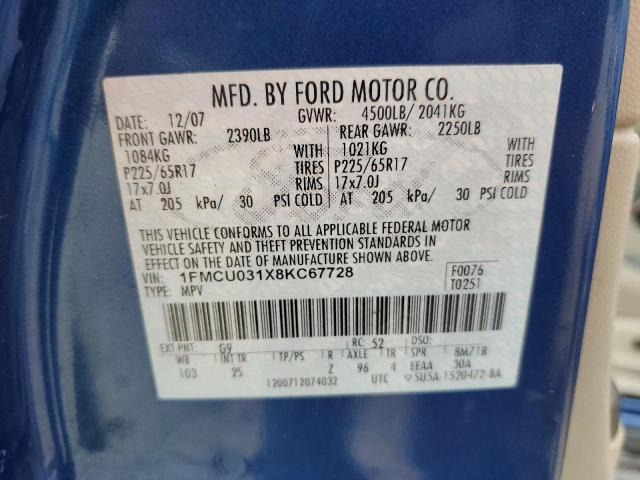 MFD. BY FORD MOTOR CO.
DATE: 12/07 GVWR: 4500LB/ 2041KG
FRONT GAWR: 2390LB REAR GAWR: 2250LB
1084KG WITH 1021KG WITH
P225/65R17 TIRES P225/65R17 TIRES
17x7.0J RIMS 17x7.0J RIMS
AT 205 kPa/ 30 PSI COLD AT 205 kPa/ 30 PSI COLD
THIS VEHICLE CONFORMS TO ALL APPLICABLE FEDERAL MOTOR
VEHICLE SAFETY AND THEFT PREVENTION STANDARDS IN
EFFECT ON THE DATE OF MANUFACTURE SHOWN ABOVE.
VIN: 1FMCU031X8KC67728 F0076
TYPE: MPV T0251
EXT PNT: G9 RC: 52 DSO:
WB INT TR TP/PS R AXLE TR SPR 8M718
103 25 Z 96 4 EEAA 30A
1200712074032 UTC 5U5A-1520472-8A